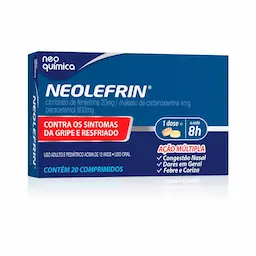 neo
química
NEOLEFRIN®
cloridrato de fenilefrina 20mg / maleato de carbinoxamina 4mg
paracetamol 800mg
CONTRA OS SINTOMAS
DA GRIPE E RESFRIADO
USO ADULTO E PEDIÁTRICO ACIMA DE 12 ANOS • USO ORAL
CONTÉM 20 COMPRIMIDOS
1 dose = a cada 8h
AÇÃO MÚLTIPLA
✓ Congestão Nasal
✓ Dores em Geral
✓ Febre e Coriza
NEOLEFRIN